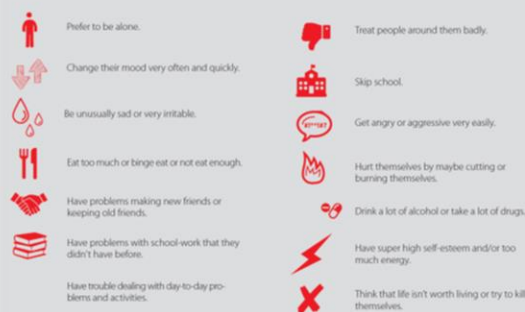 Prefer to be alone.
Change their mood very often and quickly.
Be unusually sad or very irritable.
Eat too much or binge eat or not eat enough.
Have problems making new friends or
keeping old friends.
Have problems with school-work that they
didn't have before.
Have trouble dealing with day-to-day pro-
blems and activities.
Treat people around them badly.
Skip school.
Get angry or aggressive very easily.
Hurt themselves by maybe cutting or
burning themselves.
Drink a lot of alcohol or take a lot of drugs.
Have super high self-esteem and/or too
much energy.
Think that life isn't worth living or try to kill
themselves.